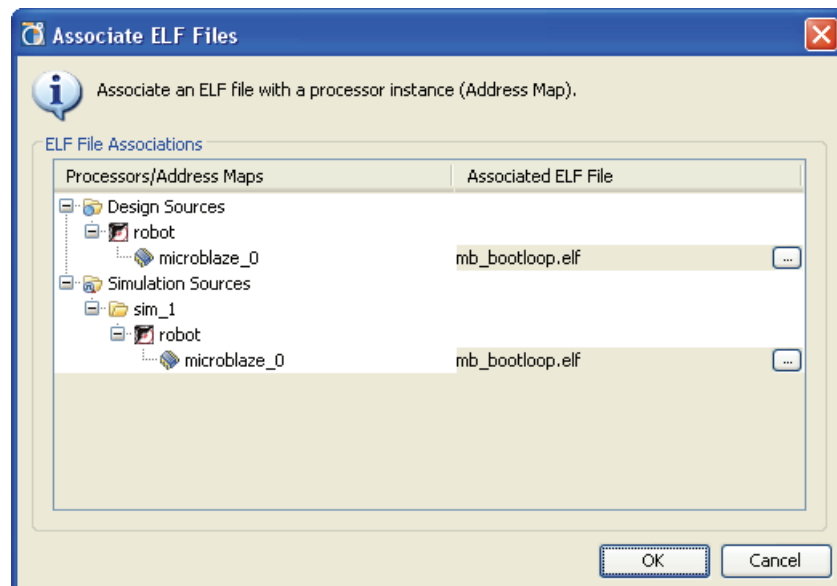 Associate ELF Files
Associate an ELF file with a processor instance (Address Map).
ELF File Associations
Processors/Address Maps Associated ELF File
Design Sources
robot
microblaze_0 mb_bootloop.elf ...
Simulation Sources
sim_1
robot
microblaze_0 mb_bootloop.elf ...
OK Cancel